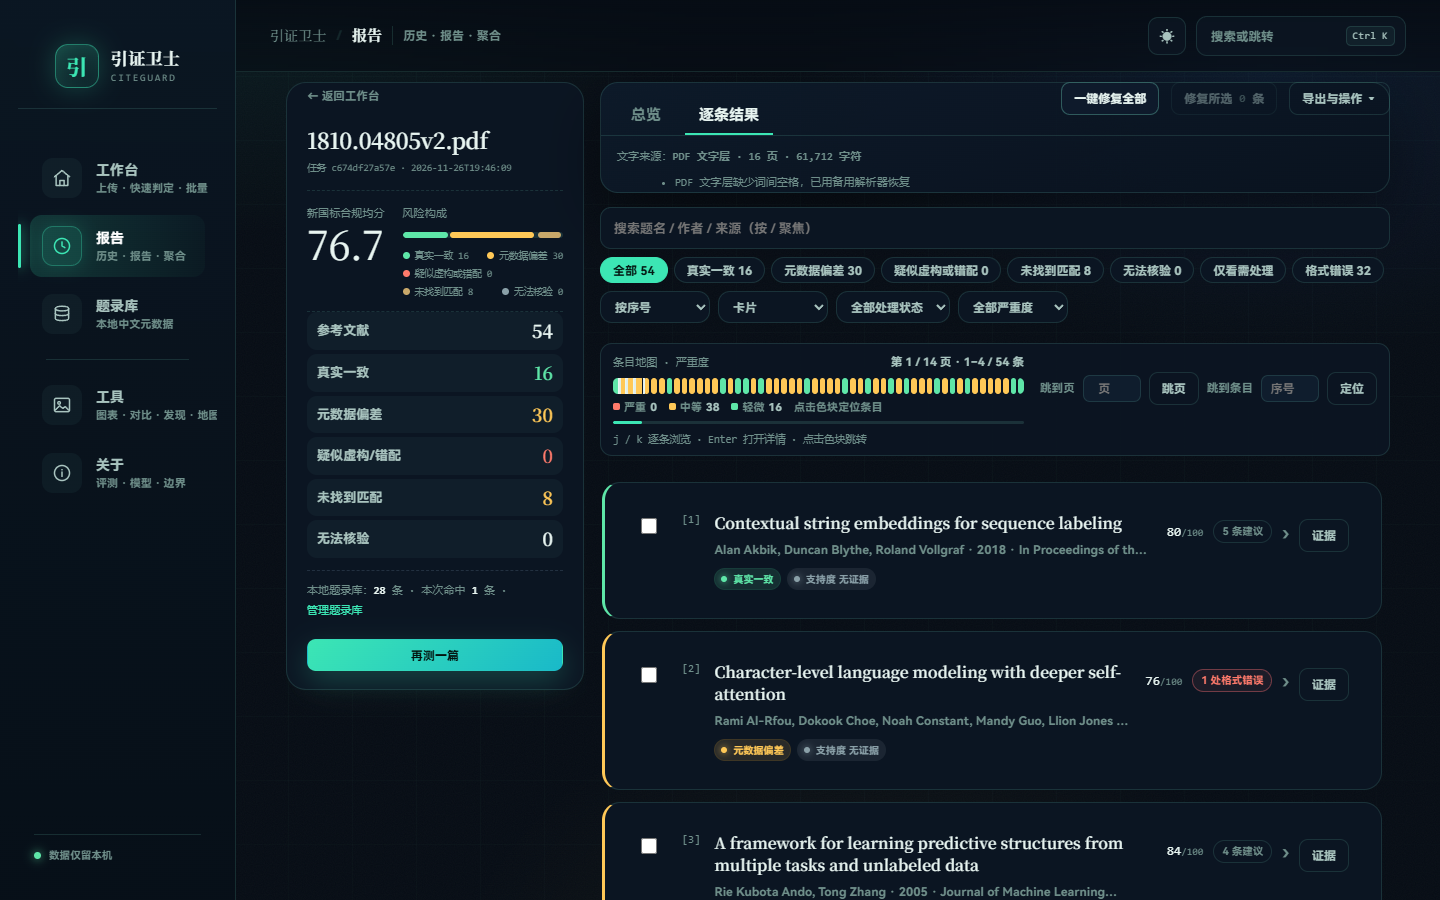 引
引证卫士
CITEGUARD
工作台
上传 · 快速判定 · 批量
报告
历史 · 报告 · 聚合
题录库
本地中文元数据
工具
图表 · 对比 · 发现 · 地图
关于
评测 · 模型 · 边界
数据仅留本机
引证卫士 / 报告 历史 · 报告 · 聚合
搜索或跳转 Ctrl K
← 返回工作台
1810.04805v2.pdf
任务 c674df27a57e · 2026-11-26T19:46:09
新国标合规均分
76.7
风险构成
真实一致 16
元数据偏差 30
疑似虚构或错配 0
未找到匹配 8
无法核验 0
参考文献 54
真实一致 16
元数据偏差 30
疑似虚构/错配 0
未找到匹配 8
无法核验 0
本地题录库: 28 条 · 本次命中 1 条 ·
管理题录库
再测一篇
总览
逐条结果
一键修复全部
修复所选 0 条
导出与操作
文字来源: PDF 文字层 · 16 页 · 61,712 字符
• PDF 文字层缺少词间空格，已用备用解析器恢复
搜索题名 / 作者 / 来源（按 / 聚焦）
全部 54
真实一致 16
元数据偏差 30
疑似虚构或错配 0
未找到匹配 8
无法核验 0
仅看需处理
格式错误 32
按序号
卡片
全部处理状态
全部严重度
条目地图 · 严重度
第 1 / 14 页 · 1–4 / 54 条
严重 0 中等 38 轻微 16 点击色块定位条目
j / k 逐条浏览 · Enter 打开详情 · 点击色块跳转
跳到页 页 跳页 跳到条目 序号 定位
[1] Contextual string embeddings for sequence labeling
Alan Akbik, Duncan Blythe, Roland Vollgraf · 2018 · In Proceedings of th...
真实一致 支持度 无证据
80/100 5 条建议 › 证据
[2] Character-level language modeling with deeper self-
attention
Rami Al-Rfou, Dokook Choe, Noah Constant, Mandy Guo, Llion Jones ...
元数据偏差 支持度 无证据
76/100 1 处格式错误 › 证据
[3] A framework for learning predictive structures from
multiple tasks and unlabeled data
Rie Kubota Ando, Tong Zhang · 2005 · Journal of Machine Learning...
84/100 4 条建议 › 证据